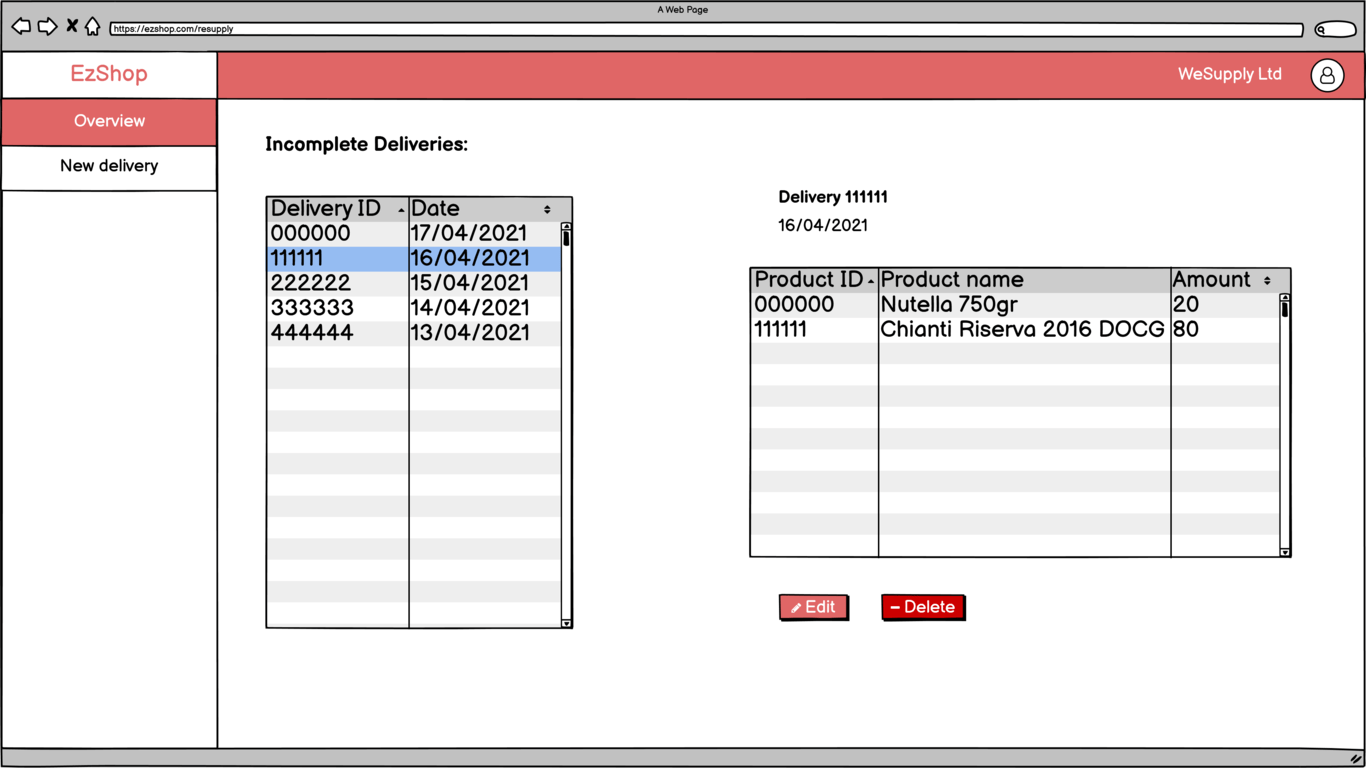 A Web Page
https://ezshop.com/resupply
EzShop
WeSupply Ltd
Overview
New delivery
Incomplete Deliveries:
Delivery ID Date
000000 17/04/2021
111111 16/04/2021
222222 15/04/2021
333333 14/04/2021
444444 13/04/2021
Delivery 111111
16/04/2021
Product ID Product name Amount
000000 Nutella 750gr 20
111111 Chianti Riserva 2016 DOCG 80
Edit
Delete